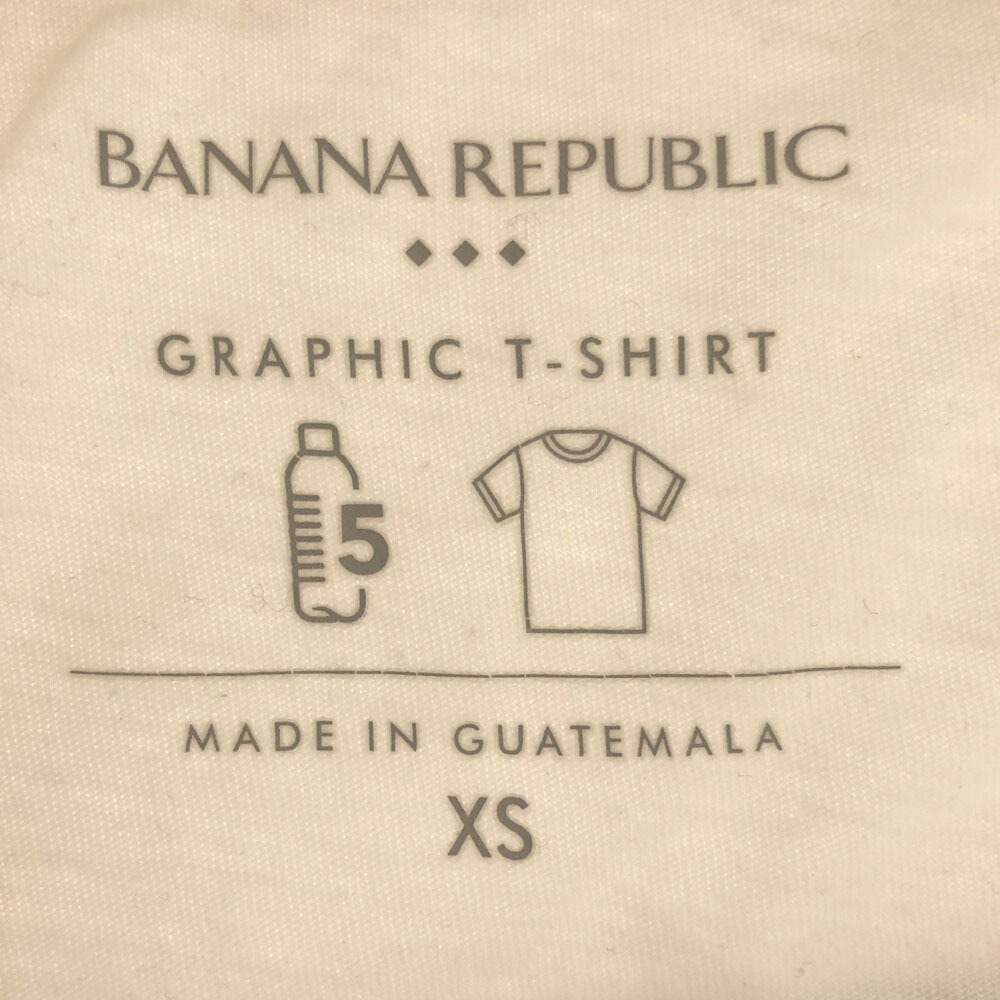 BANANA REPUBLIC
GRAPHIC T-SHIRT
5
MADE IN GUATEMALA
XS